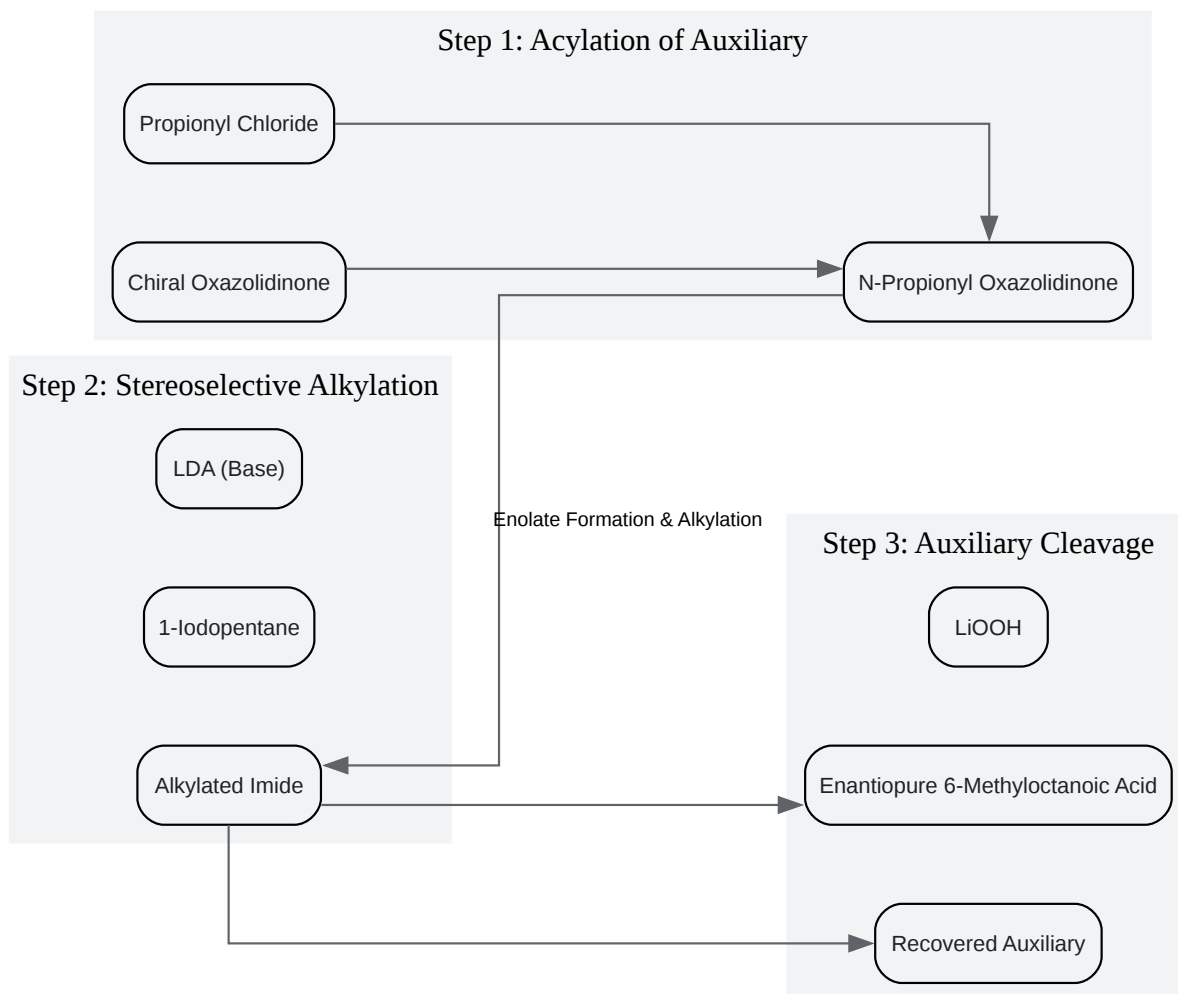 Step 1: Acylation of Auxiliary
Propionyl Chloride
Chiral Oxazolidinone
N-Propionyl Oxazolidinone
Step 2: Stereoselective Alkylation
LDA (Base)
1-Iodopentane
Alkylated Imide
Enolate Formation & Alkylation
Step 3: Auxiliary Cleavage
LiOOH
Enantiopure 6-Methyloctanoic Acid
Recovered Auxiliary